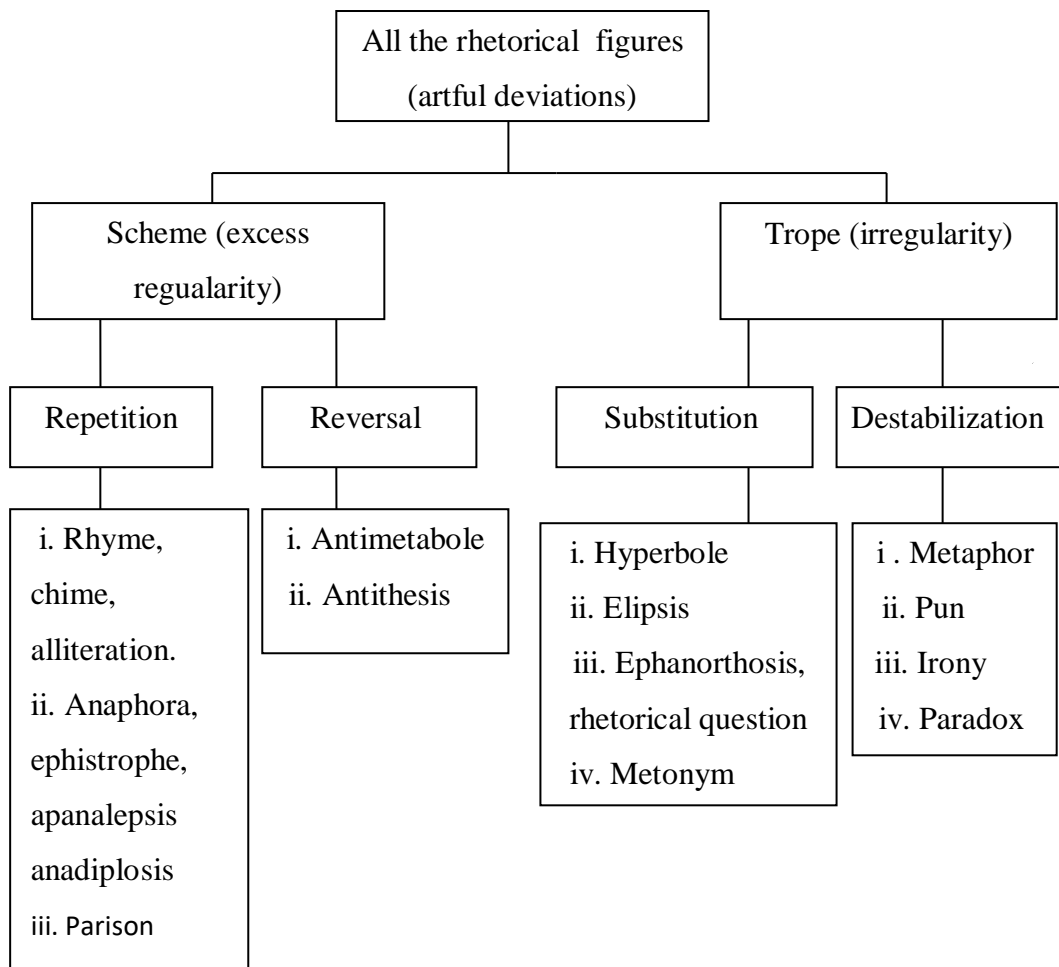 All the rhetorical figures
(artful deviations)
Scheme (excess
regualarity)
Trope (irregularity)
Repetition
Reversal
Substitution
Destabilization
i. Rhyme,
chime,
alliteration.
ii. Anaphora,
ephistrophe,
apanalepsis
anadiplosis
iii. Parison
i. Antimetabole
ii. Antithesis
i. Hyperbole
ii. Elipsis
iii. Ephanorthosis,
rhetorical question
iv. Metonym
i . Metaphor
ii. Pun
iii. Irony
iv. Paradox